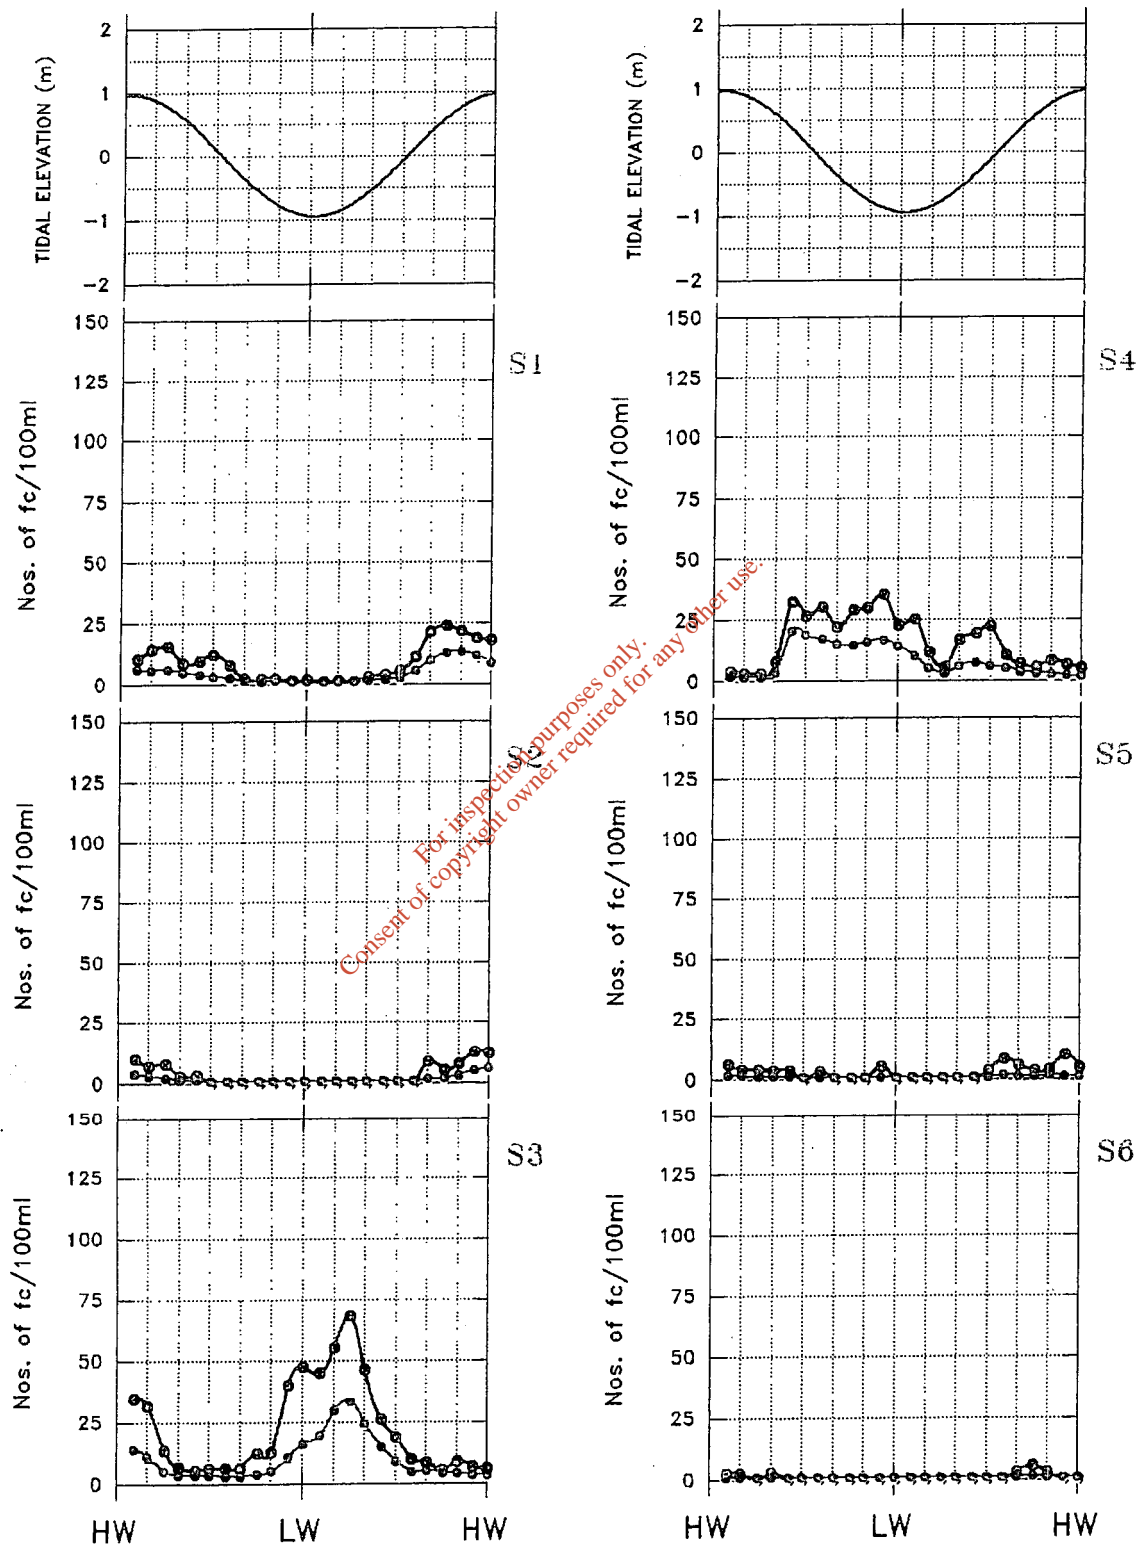 2
1
0
-1
-2
TIDAL ELEVATION (m)
150
125
100
75
50
25
0
Nos. of fc/100ml
S1
150
125
100
75
50
25
0
Nos. of fc/100ml
S2
150
125
100
75
50
25
0
Nos. of fc/100ml
S3
HW
LW
HW
2
1
0
-1
-2
TIDAL ELEVATION (m)
150
125
100
75
50
25
0
Nos. of fc/100ml
S4
150
125
100
75
50
25
0
Nos. of fc/100ml
S5
150
125
100
75
50
25
0
Nos. of fc/100ml
S6
HW
LW
HW
For inspection purposes only.
Consent of copyright owner required for any other use.